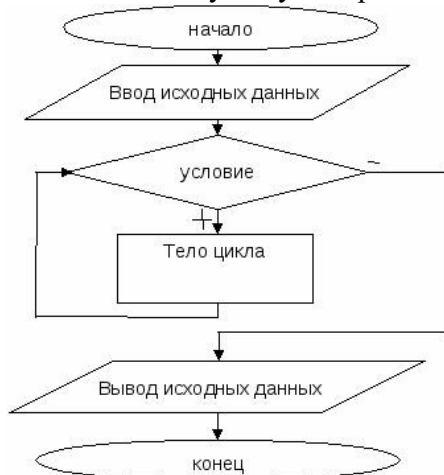 начало
Ввод исходных данных
условие
-
+
Тело цикла
Вывод исходных данных
конец